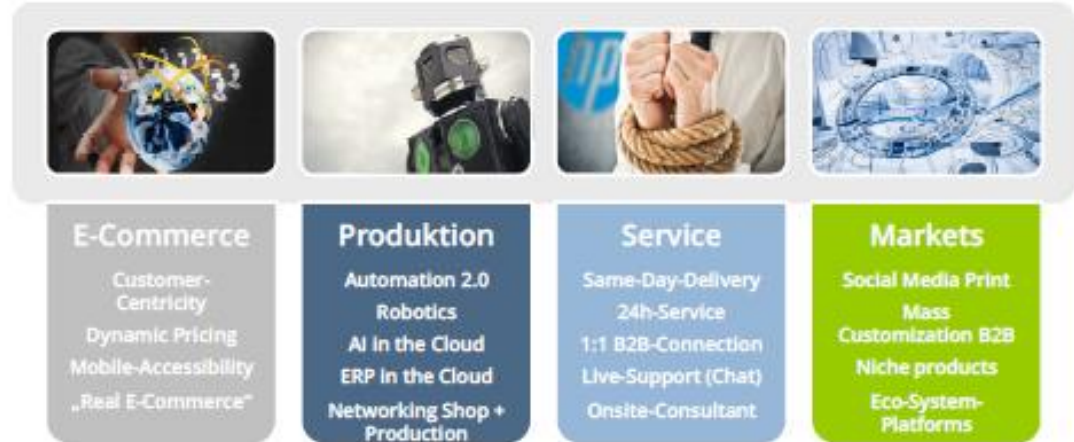 hp
E-Commerce
Customer-
Centricity
Dynamic Pricing
Mobile-Accessibility
„Real E-Commerce“
Produktion
Automation 2.0
Robotics
AI in the Cloud
ERP in the Cloud
Networking Shop +
Production
Service
Same-Day-Delivery
24h-Service
1:1 B2B-Connection
Live-Support (Chat)
Onsite-Consultant
Markets
Social Media Print
Mass
Customization B2B
Niche products
Eco-System-
Platforms